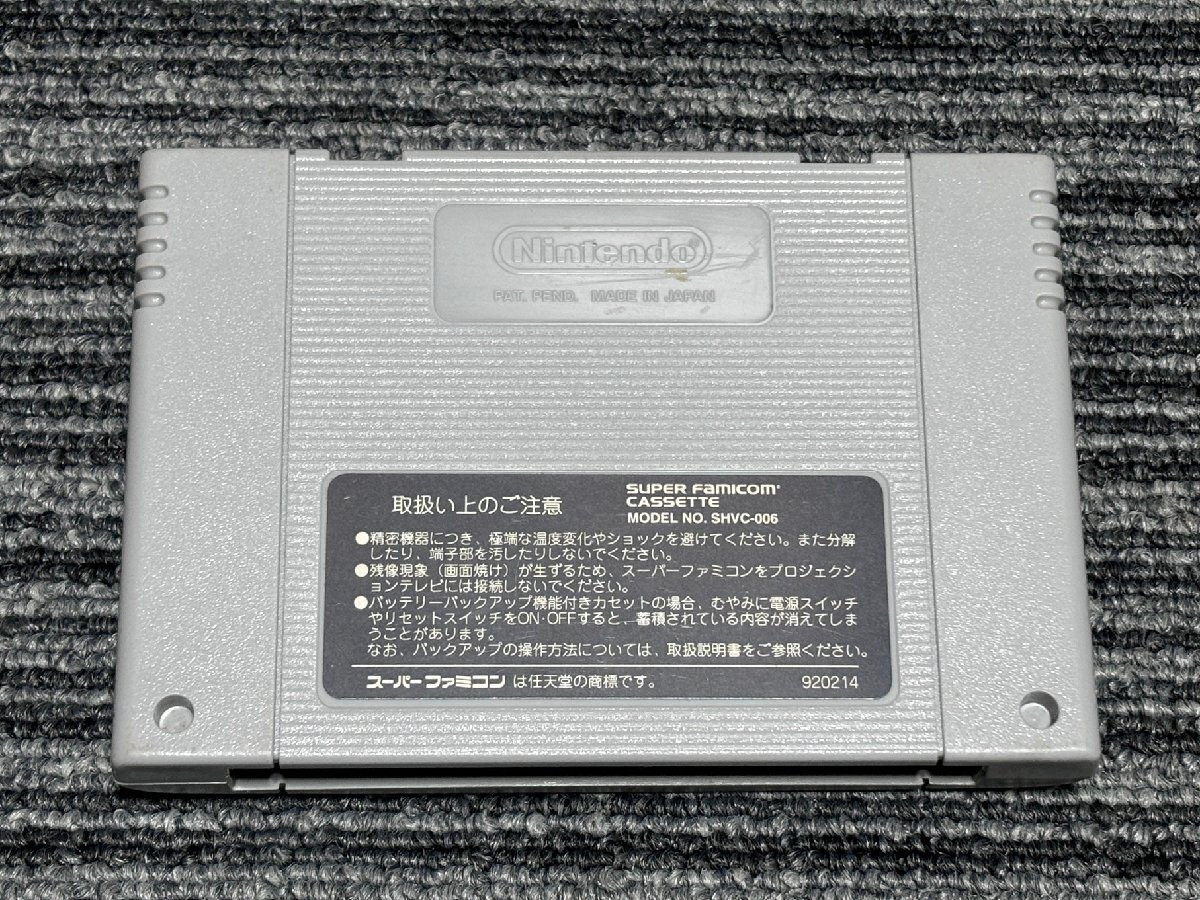 Nintendo®
PAT. PEND. MADE IN JAPAN
取扱い上のご注意
SUPER FAMICOM
CASSETTE
MODEL NO. SHVC-006
●精密機器につき、極端な温度変化やショックを避けてください。また分解
したり、端子部を汚したりしないでください。
●残像現象（画面焼け）が生ずるため、スーパーファミコンをプロジェクシ
ョンテレビには接続しないでください。
●バッテリーバックアップ機能付きカセットの場合、むやみに電源スイッチ
やリセットスイッチをON・OFFすると、蓄積されている内容が消えてしま
うことがあります。
なお、バックアップの操作方法については、取扱説明書をご参照ください。
スーパーファミコン は任天堂の商標です。
920214